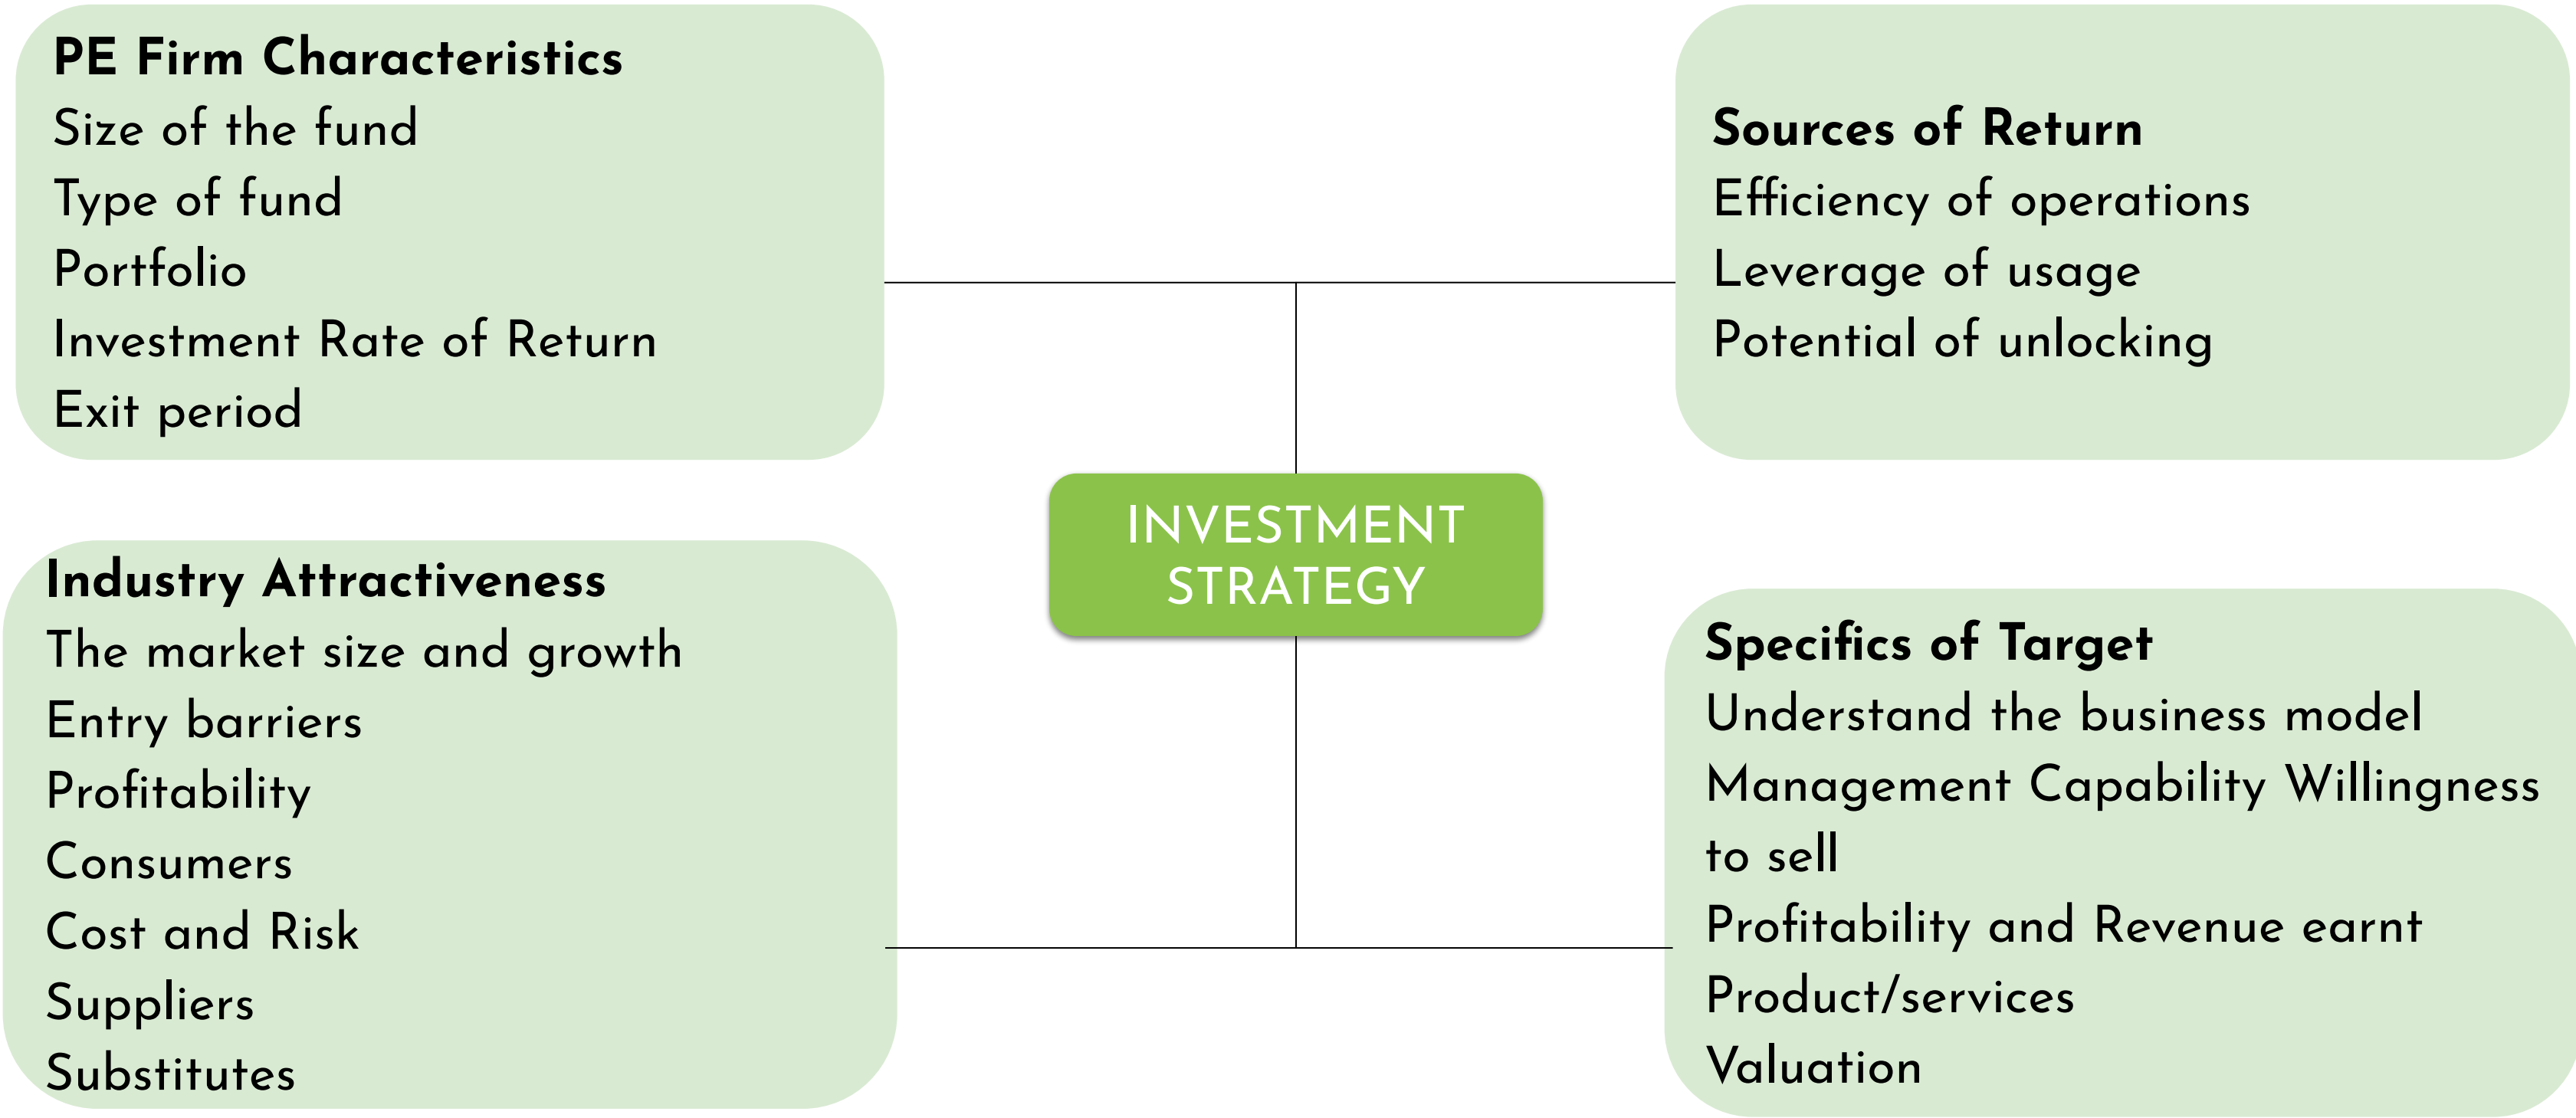 PE Firm Characteristics
Size of the fund
Type of fund
Portfolio
Investment Rate of Return
Exit period
Sources of Return
Efficiency of operations
Leverage of usage
Potential of unlocking
INVESTMENT
STRATEGY
Industry Attractiveness
The market size and growth
Entry barriers
Profitability
Consumers
Cost and Risk
Suppliers
Substitutes
Specifics of Target
Understand the business model
Management Capability Willingness
to sell
Profitability and Revenue earnt
Product/services
Valuation